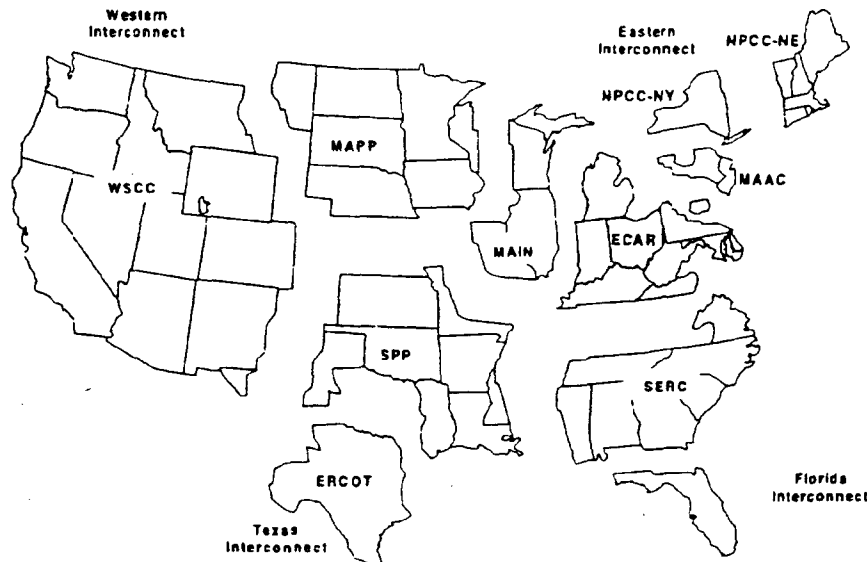 Western
Interconnect
Eastern
Interconnect
NPCC-NE
NPCC-NY
MAPP
WSCC
MAAC
MAIN
ECAR
SPP
SERC
ERCOT
Texas
Interconnect
Florida
Interconnect